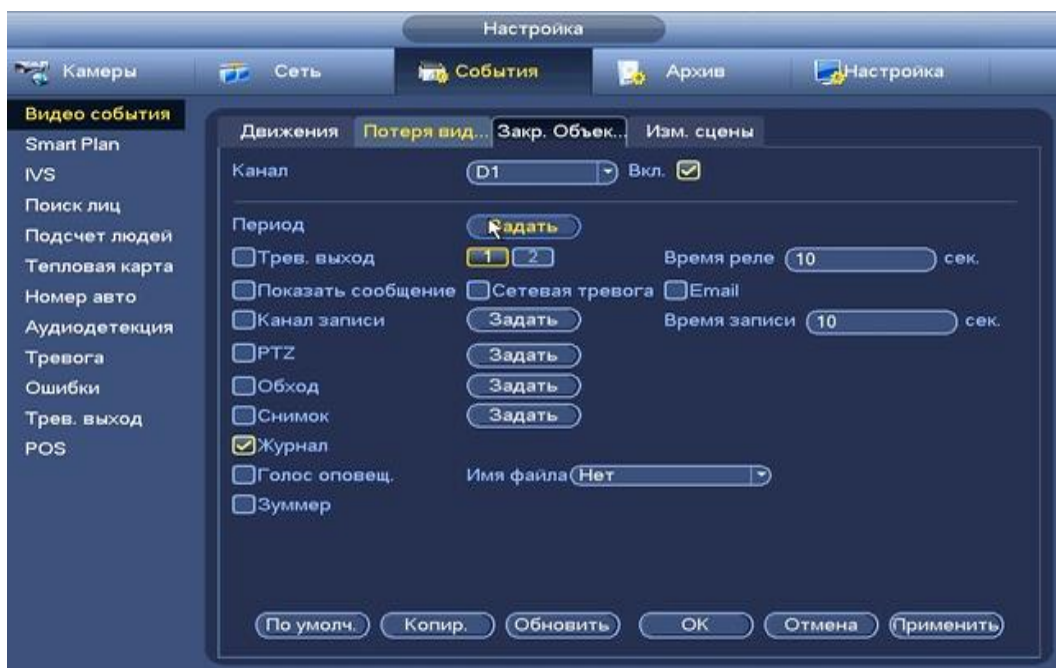 Настройка
Камеры Сеть События Архив Настройка
Видео события
Smart Plan
IVS
Поиск лиц
Подсчет людей
Тепловая карта
Номер авто
Аудиодетекция
Тревога
Ошибки
Трев. выход
POS
Движения Потеря вид... Закр. Объек... Изм. сцены
Канал D1 Вкл.
Период Задать
Трев. выход 1 2 Время реле 10 сек.
Показать сообщение Сетевая тревога Email
Канал записи Задать Время записи 10 сек.
PTZ Задать
Обход Задать
Снимок Задать
Журнал
Голос оповещ. Имя файла Нет
Зуммер
По умолч. Копир. Обновить OK Отмена Применить